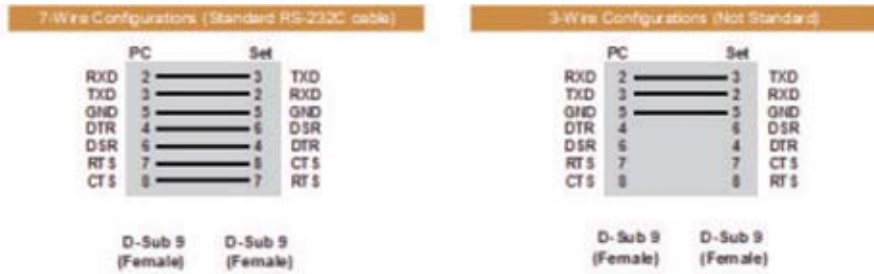 7-Wire Configurations (Standard RS-232C cable)
PC Set
RXD 2 3 TXD
TXD 3 2 RXD
GND 5 5 GND
DTR 4 6 DSR
DSR 6 4 DTR
RTS 7 8 CTS
CTS 8 7 RTS
D-Sub 9 D-Sub 9
(Female) (Female)
3-Wire Configurations (Not Standard)
PC Set
RXD 2 3 TXD
TXD 3 2 RXD
GND 5 5 GND
DTR 4 6 DSR
DSR 6 4 DTR
RTS 7 7 CTS
CTS 8 8 RTS
D-Sub 9 D-Sub 9
(Female) (Female)